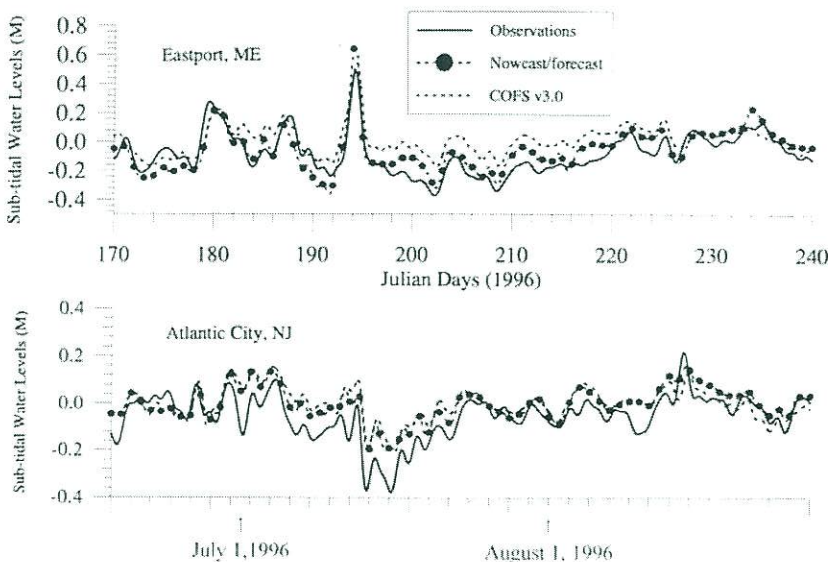 Sub-tidal Water Levels (M)
0.8
0.6
0.4
0.2
0.0
-0.2
-0.4
Eastport, ME
Observations
Nowcast/forecast
COFS v3.0
170 180 190 200 210 220 230 240
Julian Days (1996)
Sub-tidal Water Levels (M)
0.4
0.2
0.0
-0.2
-0.4
Atlantic City, NJ
July 1,1996
August 1, 1996